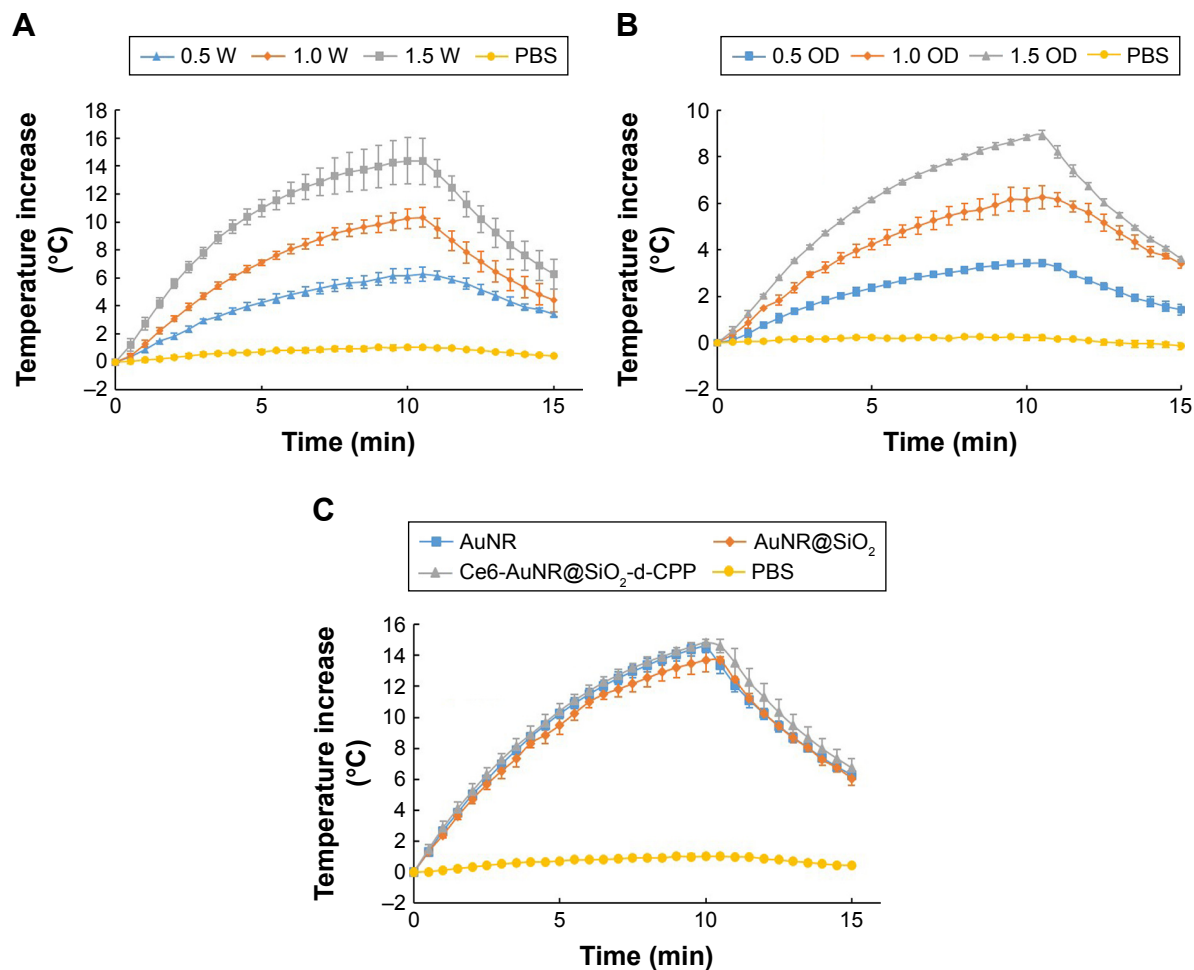 A
0.5 W 1.0 W 1.5 W PBS
18
16
14
12
10
8
6
4
2
0
–2
0 5 10 15
Temperature increase
(°C)
Time (min)
B
0.5 OD 1.0 OD 1.5 OD PBS
10
8
6
4
2
0
–2
0 5 10 15
Temperature increase
(°C)
Time (min)
C
AuNR AuNR@SiO₂
Ce6-AuNR@SiO₂-d-CPP PBS
16
14
12
10
8
6
4
2
0
–2
0 5 10 15
Temperature increase
(°C)
Time (min)